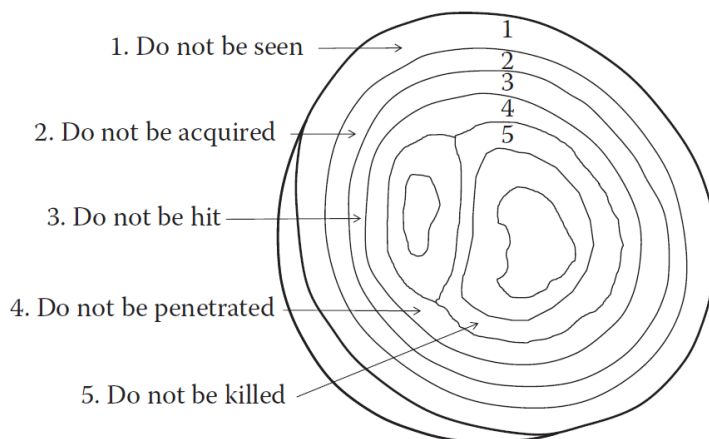 1
1. Do not be seen
2
3
4
2. Do not be acquired
5
3. Do not be hit
4. Do not be penetrated
5. Do not be killed